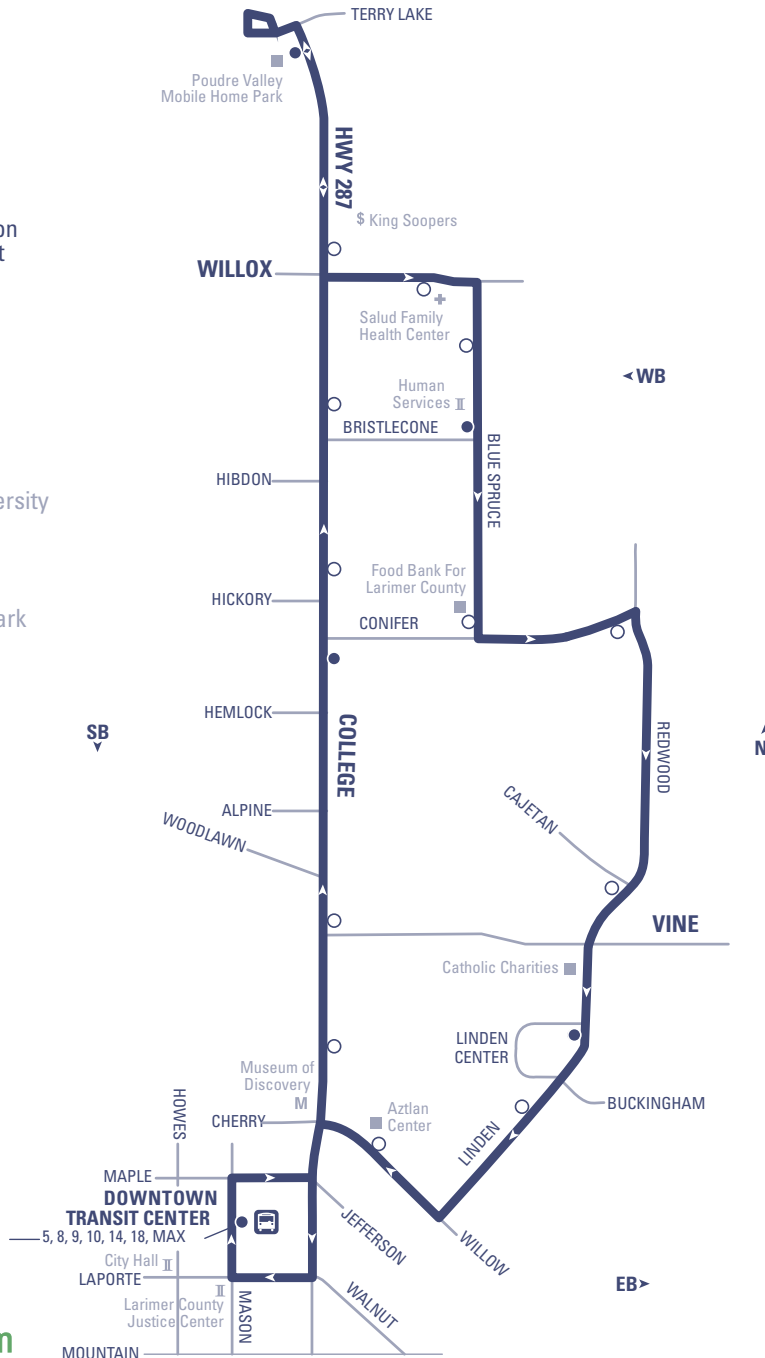 TERRY LAKE
Poudre Valley
Mobile Home Park
HWY 287
on
t
$ King Soopers
WILLOX
Salud Family
Health Center
WB
Human
Services
BRISTLECONE
BLUE SPRUCE
HIBDON
ersity
Food Bank For
Larimer County
HICKORY
ark
CONIFER
HEMLOCK
COLLEGE
SB
REDWOOD
N
CAJETAN
ALPINE
WOODLAWN
VINE
Catholic Charities
LINDEN
CENTER
Museum of
Discovery
M
HOWES
CHERRY
Aztlan
Center
BUCKINGHAM
LINDEN
MAPLE
DOWNTOWN
TRANSIT CENTER
5, 8, 9, 10, 14, 18, MAX
JEFFERSON
WILLOW
City Hall
LAPORTE
Larimer County
Justice Center
MASON
WALNUT
EB
m
MOUNTAIN